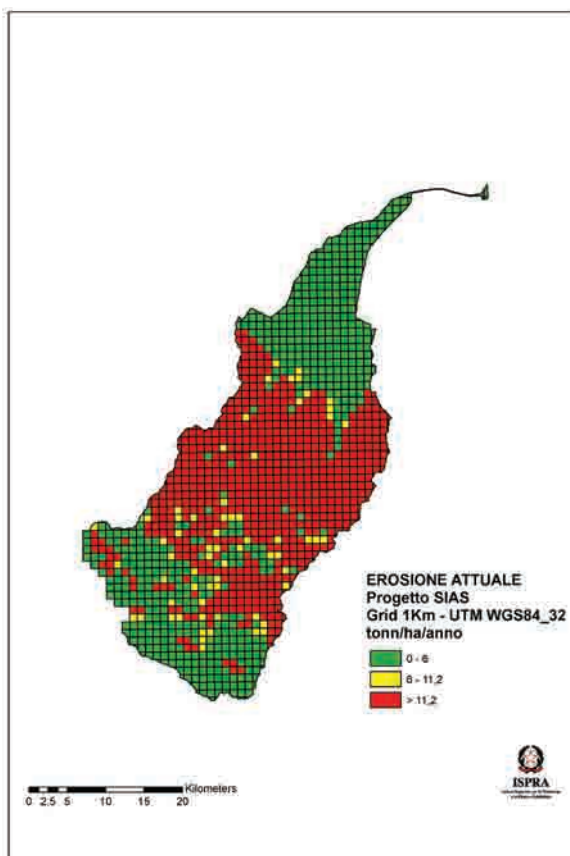 EROSIONE ATTUALE
Progetto SIAS
Grid 1Km - UTM WGS84_32
tonn/ha/anno
0 - 6
6 - 11,2
> 11,2
Kilometers
0 2.5 5 10 15 20
ISPRA